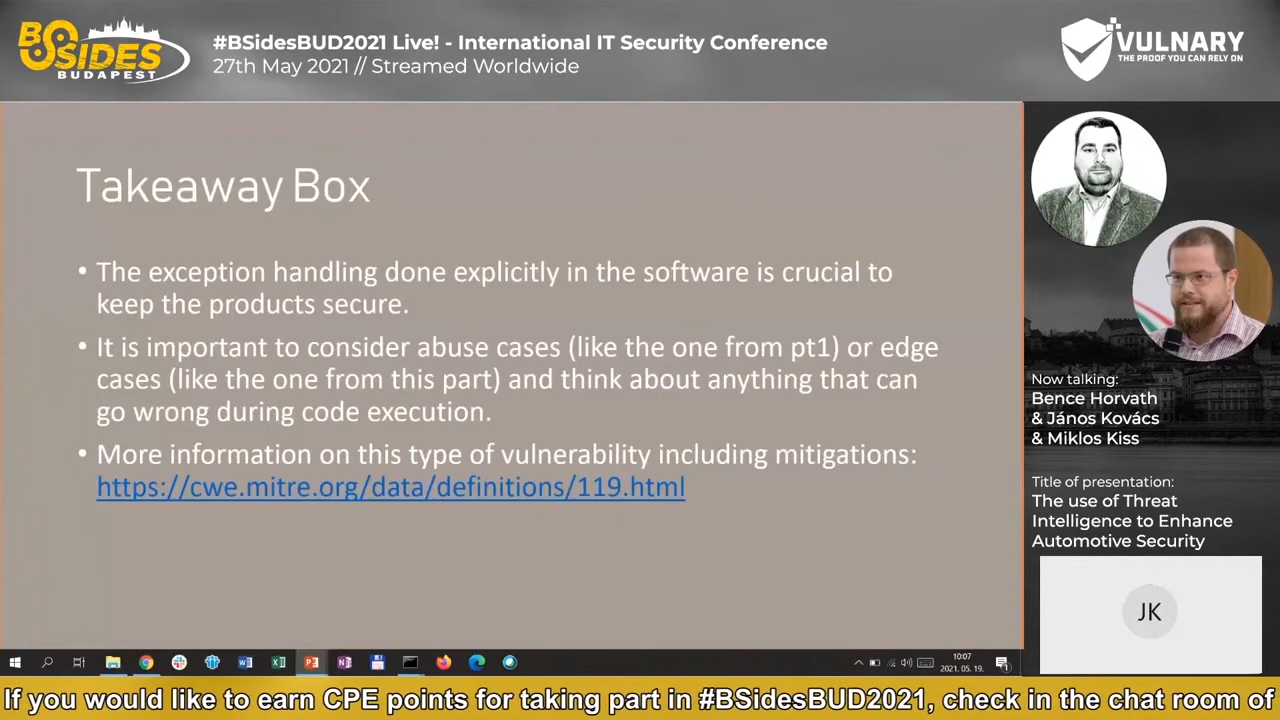 BSIDES
BUDAPEST
#BSidesBUD2021 Live! - International IT Security Conference
27th May 2021 // Streamed Worldwide
VULNARY
THE PROOF YOU CAN RELY ON
Takeaway Box
• The exception handling done explicitly in the software is crucial to
keep the products secure.
• It is important to consider abuse cases (like the one from pt1) or edge
cases (like the one from this part) and think about anything that can
go wrong during code execution.
• More information on this type of vulnerability including mitigations:
https://cwe.mitre.org/data/definitions/119.html
Now talking:
Bence Horvath
& János Kovács
& Miklos Kiss
Title of presentation:
The use of Threat
Intelligence to Enhance
Automotive Security
JK
10:07
2021. 05. 19.
1
If you would like to earn CPE points for taking part in #BSidesBUD2021, check in the chat room of